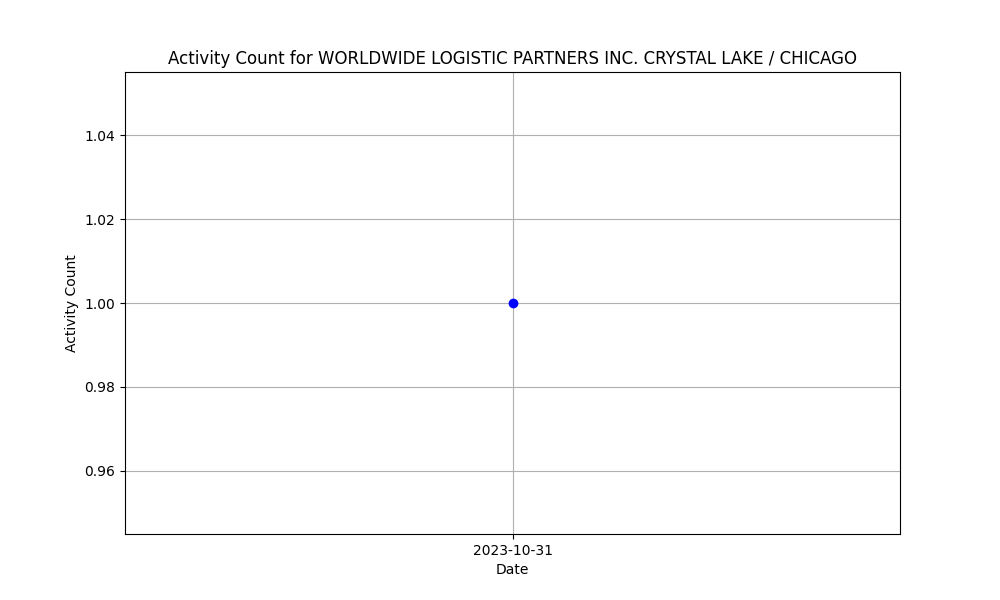 Activity Count for WORLDWIDE LOGISTIC PARTNERS INC. CRYSTAL LAKE / CHICAGO
1.04
1.02
1.00
0.98
0.96
Activity Count
2023-10-31
Date